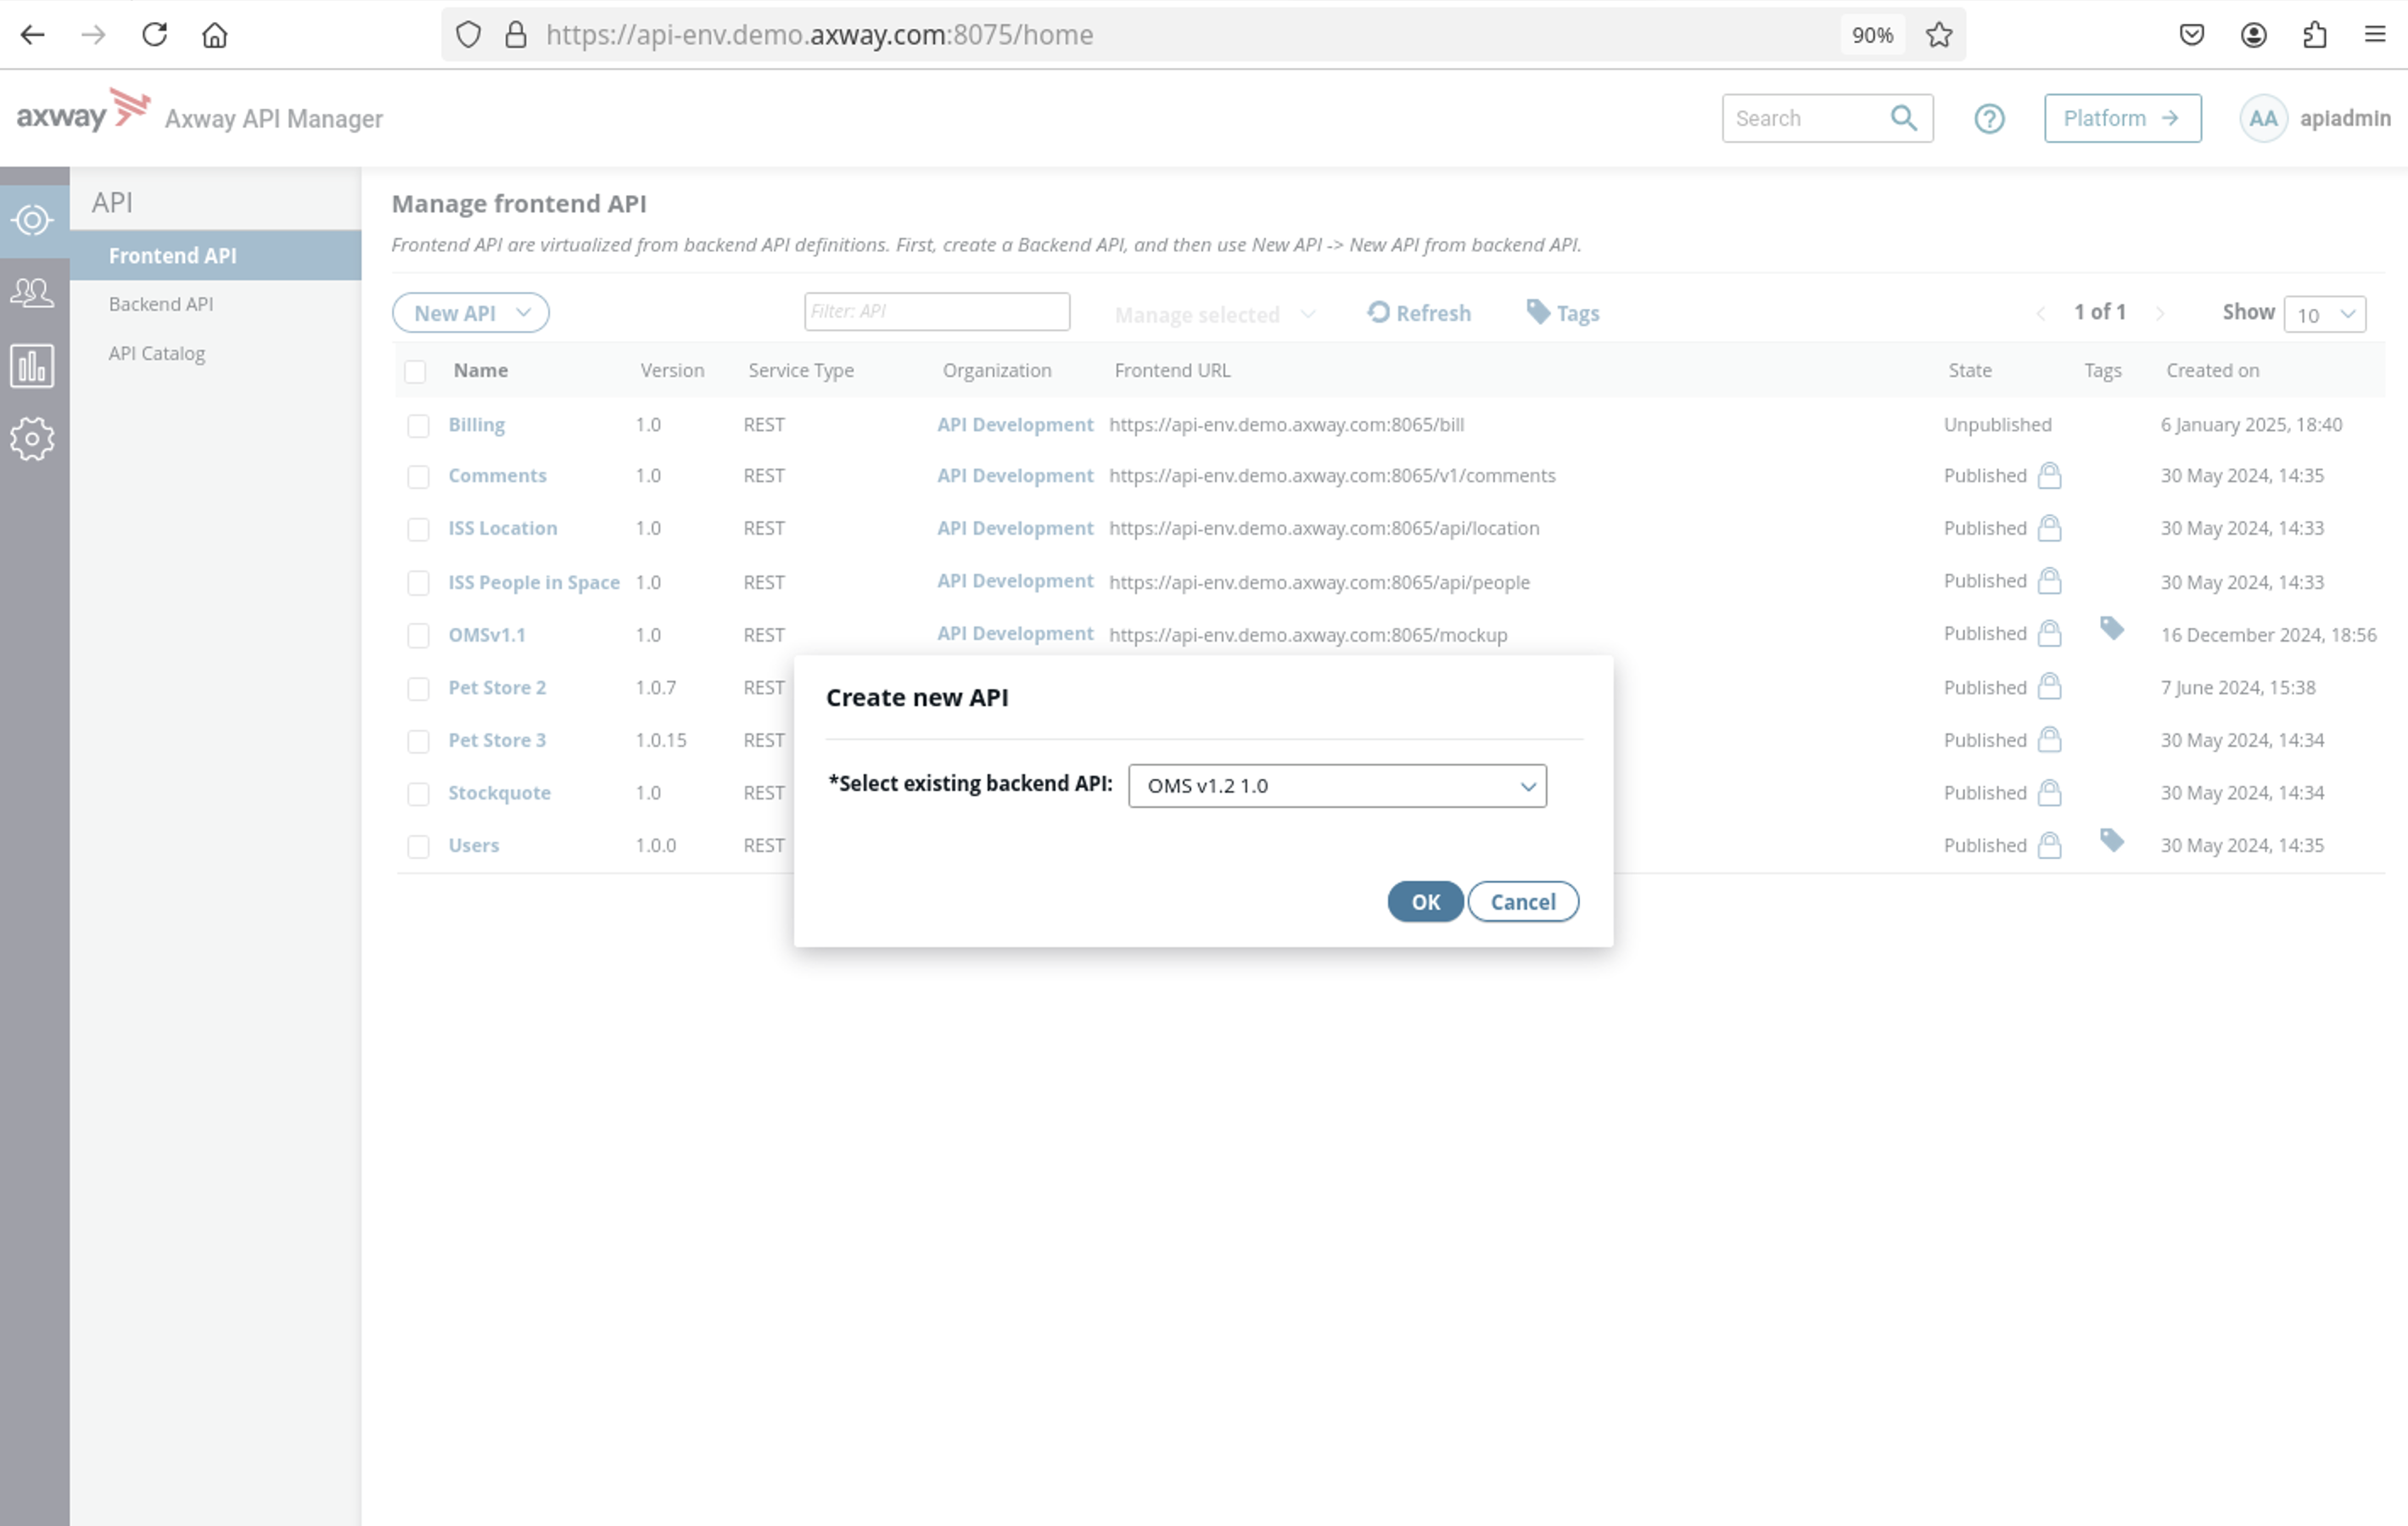 https://api-env.demo.axway.com:8075/home 90%
axway Axway API Manager Search ? Platform → AA apiadmin
API
Frontend API
Backend API
API Catalog
Manage frontend API
Frontend API are virtualized from backend API definitions. First, create a Backend API, and then use New API -> New API from backend API.
New API Filter: API Manage selected Refresh Tags 1 of 1 Show 10
Name Version Service Type Organization Frontend URL State Tags Created on
Billing 1.0 REST API Development https://api-env.demo.axway.com:8065/bill Unpublished 6 January 2025, 18:40
Comments 1.0 REST API Development https://api-env.demo.axway.com:8065/v1/comments Published 30 May 2024, 14:35
ISS Location 1.0 REST API Development https://api-env.demo.axway.com:8065/api/location Published 30 May 2024, 14:33
ISS People in Space 1.0 REST API Development https://api-env.demo.axway.com:8065/api/people Published 30 May 2024, 14:33
OMSv1.1 1.0 REST API Development https://api-env.demo.axway.com:8065/mockup Published 16 December 2024, 18:56
Pet Store 2 1.0.7 REST Published 7 June 2024, 15:38
Pet Store 3 1.0.15 REST Published 30 May 2024, 14:34
Stockquote 1.0 REST Published 30 May 2024, 14:34
Users 1.0.0 REST Published 30 May 2024, 14:35
Create new API
*Select existing backend API: OMS v1.2 1.0
OK Cancel